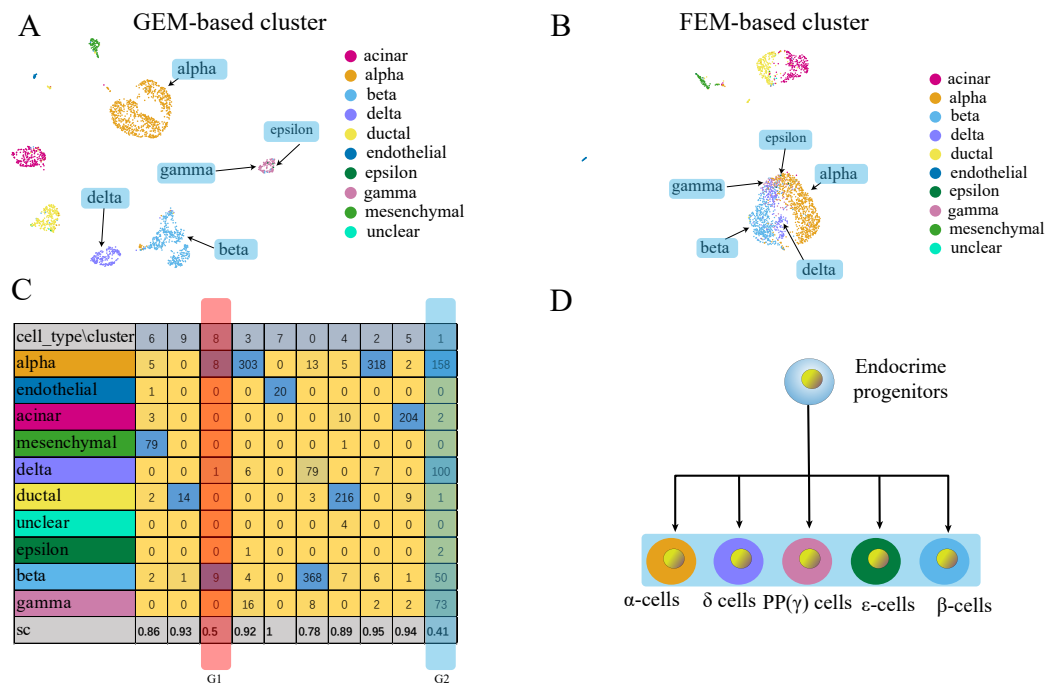 A
GEM-based cluster
acinar
alpha
beta
delta
ductal
endothelial
epsilon
gamma
mesenchymal
unclear
alpha
epsilon
gamma
delta
beta
B
FEM-based cluster
acinar
alpha
beta
delta
ductal
endothelial
epsilon
gamma
mesenchymal
unclear
epsilon
gamma
alpha
beta
delta
C
cell_type\cluster 6 9 8 3 7 0 4 2 5 1
alpha 5 0 8 303 0 13 5 318 2 158
endothelial 1 0 0 0 20 0 0 0 0 0
acinar 3 0 0 0 0 0 10 0 204 2
mesenchymal 79 0 0 0 0 0 1 0 0 0
delta 0 0 1 6 0 79 0 7 0 100
ductal 2 14 0 0 0 3 216 0 9 1
unclear 0 0 0 0 0 0 4 0 0 0
epsilon 0 0 0 1 0 0 0 0 0 2
beta 2 1 9 4 0 368 7 6 1 50
gamma 0 0 0 16 0 8 0 2 2 73
sc 0.86 0.93 0.5 0.92 1 0.78 0.89 0.95 0.94 0.41
G1
G2
D
Endocrime
progenitors
α-cells
δ cells
PP(γ) cells
ε-cells
β-cells